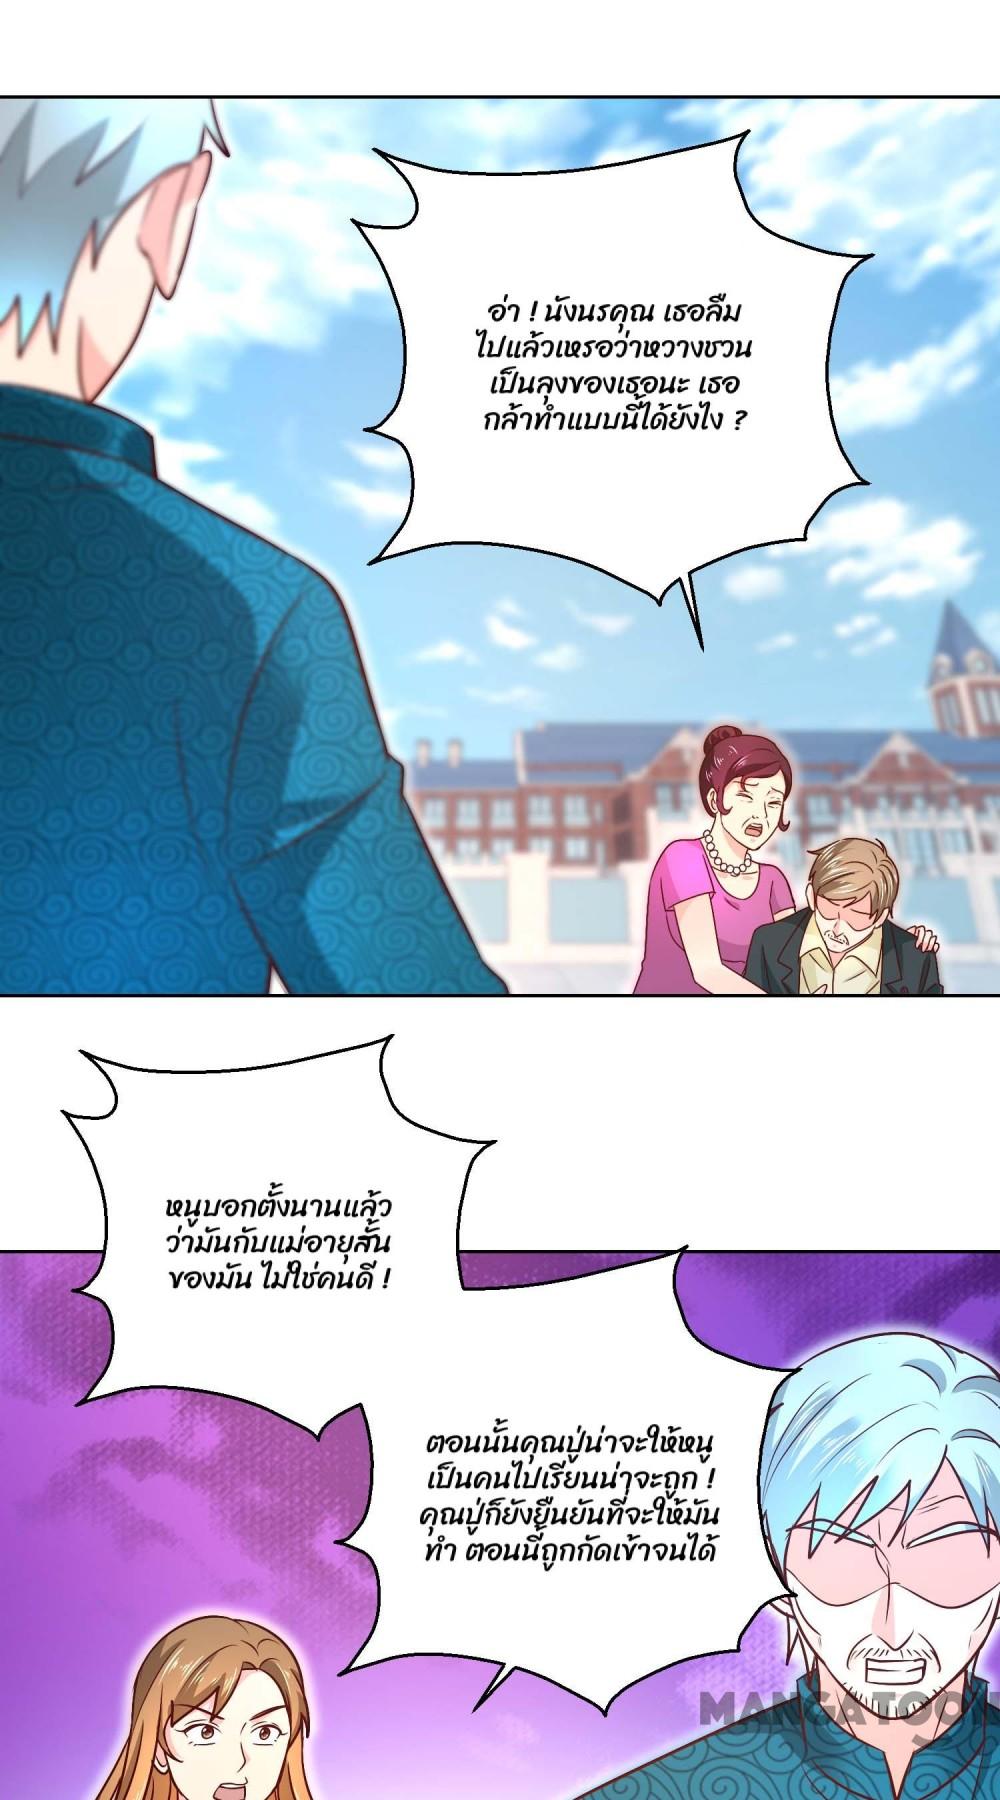 อ่า ! นังนรคุณ เธอลืม
ไปแล้วเหรอว่าหวางชวน
เป็นลุงของเธอนะ เธอ
กล้าทำแบบนี้ได้ยังไง ?
หนูบอกตั้งนานแล้ว
ว่ามันกับแม่อายุสั้น
ของมัน ไม่ใช่คนดี !
ตอนนั้นคุณปู่น่าจะให้หนู
เป็นคนไปเรียนน่าจะถูก !
คุณปู่ก็ยังยืนยันที่จะให้มัน
ทำ ตอนนี้ถูกกัดเข้าจนได้
MANGATOON